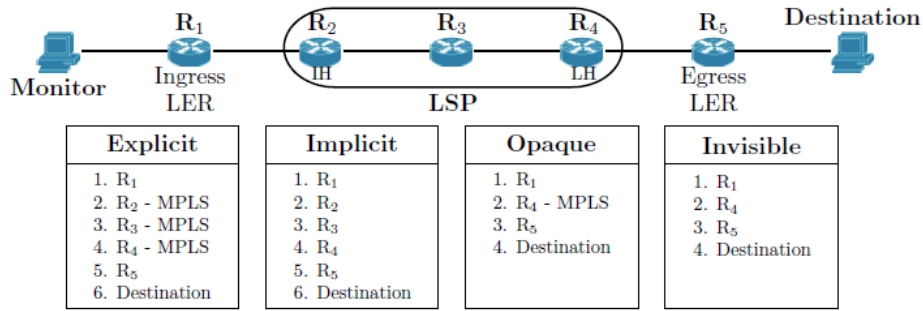 R1 R2 R3 R4 R5 Destination
IH LH
Monitor Ingress LER LSP Egress LER
Explicit
1. R1
2. R2 - MPLS
3. R3 - MPLS
4. R4 - MPLS
5. R5
6. Destination
Implicit
1. R1
2. R2
3. R3
4. R4
5. R5
6. Destination
Opaque
1. R1
2. R4 - MPLS
3. R5
4. Destination
Invisible
1. R1
2. R4
3. R5
4. Destination